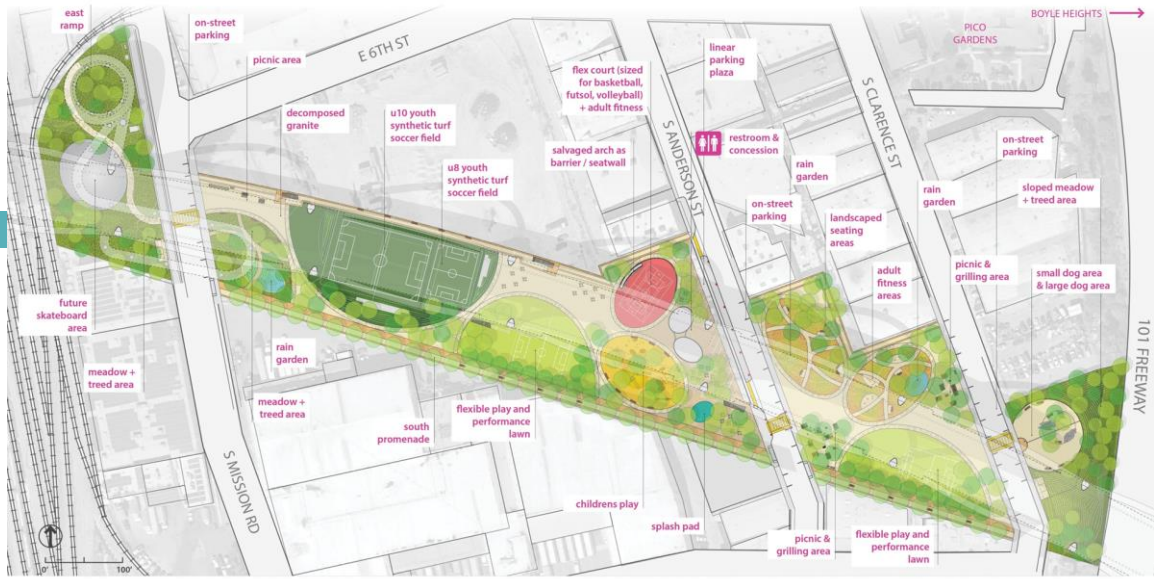 east
ramp
on-street
parking
picnic area
E 6TH ST
decomposed
granite
u10 youth
synthetic turf
soccer field
u8 youth
synthetic turf
soccer field
flex court (sized
for basketball,
futsol, volleyball)
+ adult fitness
salvaged arch as
barrier / seatwall
S ANDERSON ST
linear
parking
plaza
restroom &
concession
rain
garden
on-street
parking
landscaped
seating
areas
adult
fitness
areas
S CLARENCE ST
PICO
GARDENS
BOYLE HEIGHTS
on-street
parking
rain
garden
sloped meadow
+ treed area
picnic &
grilling area
small dog area
& large dog area
101 FREEWAY
future
skateboard
area
meadow +
treed area
rain
garden
meadow +
treed area
S MISSION RD
south
promenade
flexible play and
performance
lawn
childrens play
splash pad
picnic &
grilling area
flexible play and
performance
lawn
0'
100'